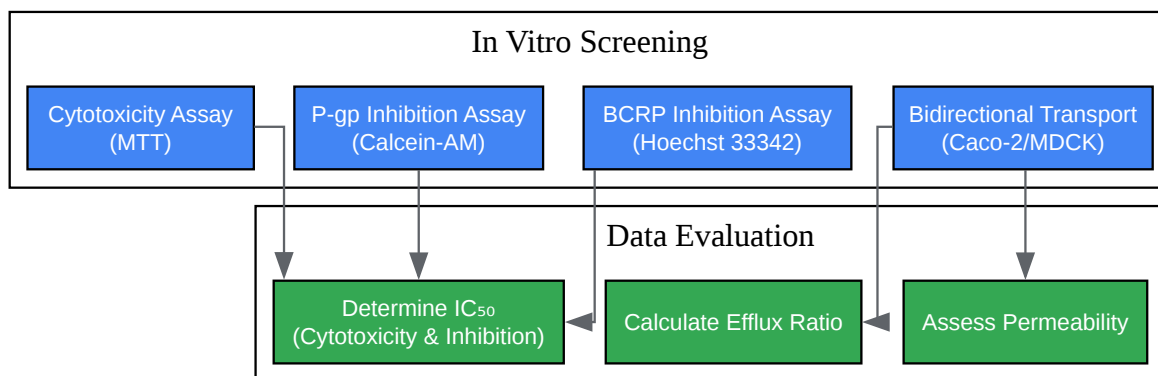 In Vitro Screening
Cytotoxicity Assay
(MTT)
P-gp Inhibition Assay
(Calcein-AM)
BCRP Inhibition Assay
(Hoechst 33342)
Bidirectional Transport
(Caco-2/MDCK)
Data Evaluation
Determine IC₅₀
(Cytotoxicity & Inhibition)
Calculate Efflux Ratio
Assess Permeability